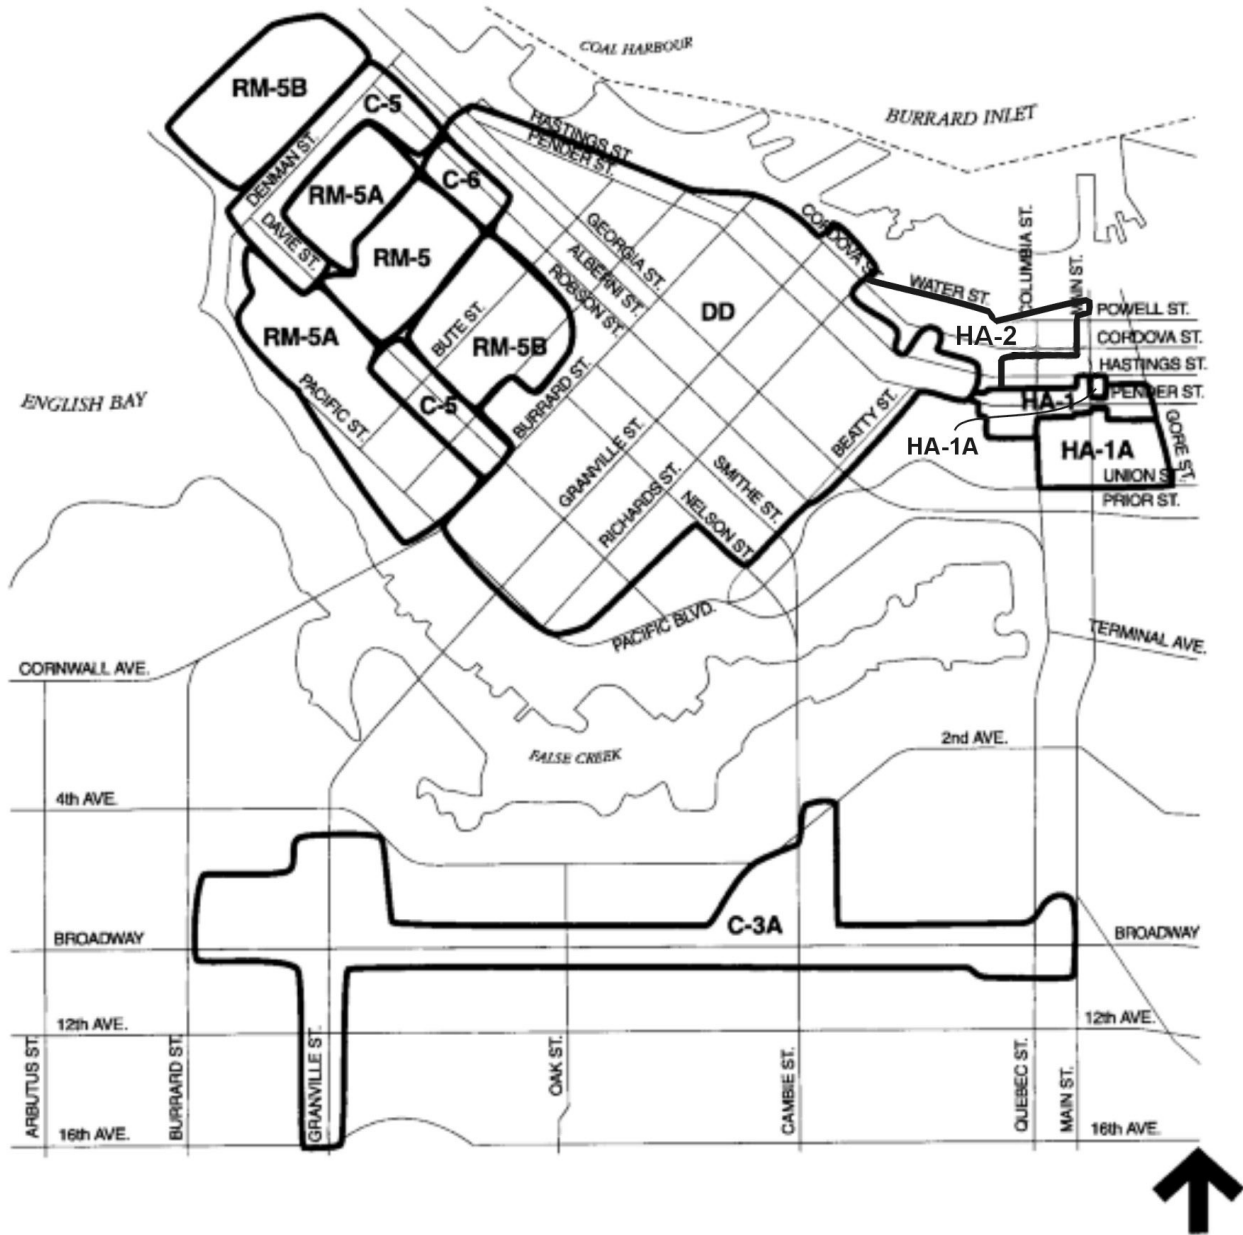 COAL HARBOUR
RM-5B
C-5
BURRARD INLET
HASTINGS ST.
PENDER ST.
DENMAN ST.
RM-5A
C-6
DAVIE ST.
CORDOVA ST.
GEORGIA ST.
ALBERNI ST.
ROBSON ST.
COLUMBIA ST.
MAIN ST.
RM-5
WATER ST.
POWELL ST.
DD
RM-5A
BUTE ST.
RM-5B
HA-2
CORDOVA ST.
HASTINGS ST.
ENGLISH BAY
PACIFIC ST.
C-5
BURRARD ST.
BEATTY ST.
HA-1
PENDER ST.
GORE ST.
HA-1A
HA-1A
GRANVILLE ST.
RICHARDS ST.
SMITHE ST.
NELSON ST.
UNION ST.
PRIOR ST.
PACIFIC BLVD.
TERMINAL AVE.
CORNWALL AVE.
2nd AVE.
FALSE CREEK
4th AVE.
C-3A
BROADWAY
BROADWAY
12th AVE.
12th AVE.
ARBUTUS ST.
BURRARD ST.
GRANVILLE ST.
OAK ST.
CAMBIE ST.
QUEBEC ST.
MAIN ST.
16th AVE.
16th AVE.